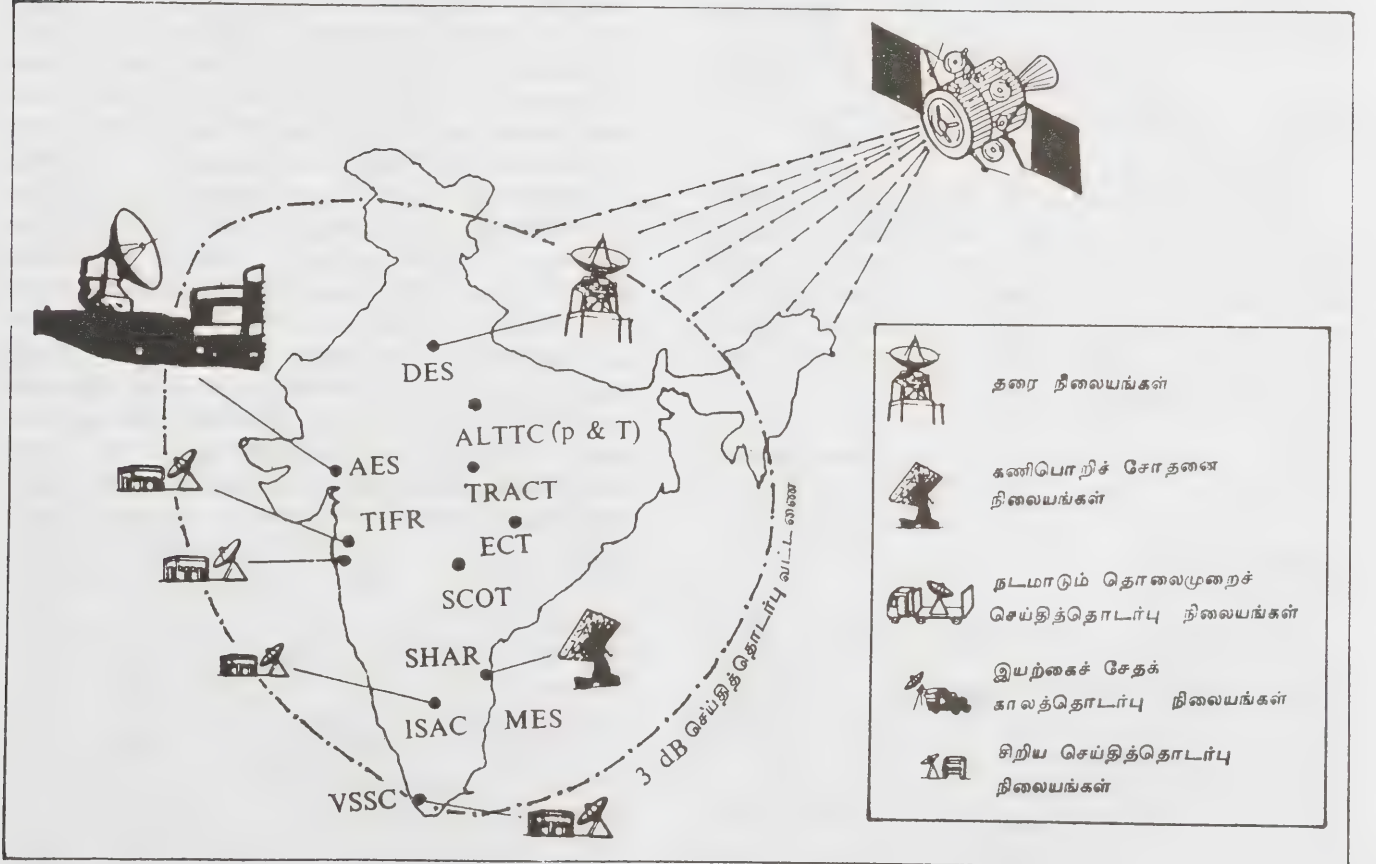 DES
ALTTC (p & T)
AES
TRACT
TIFR
ECT
SCOT
SHAR
ISAC
MES
VSSC
3 dB செய்தித்தொடர்பு வட்டணை
தரை நிலையங்கள்
கணிபொறிச் சோதனை
நிலையங்கள்
நடமாடும் தொலைமுறைச்
செய்தித்தொடர்பு நிலையங்கள்
இயற்கைச் சேதக்
காலத்தொடர்பு நிலையங்கள்
சிறிய செய்தித்தொடர்பு
நிலையங்கள்